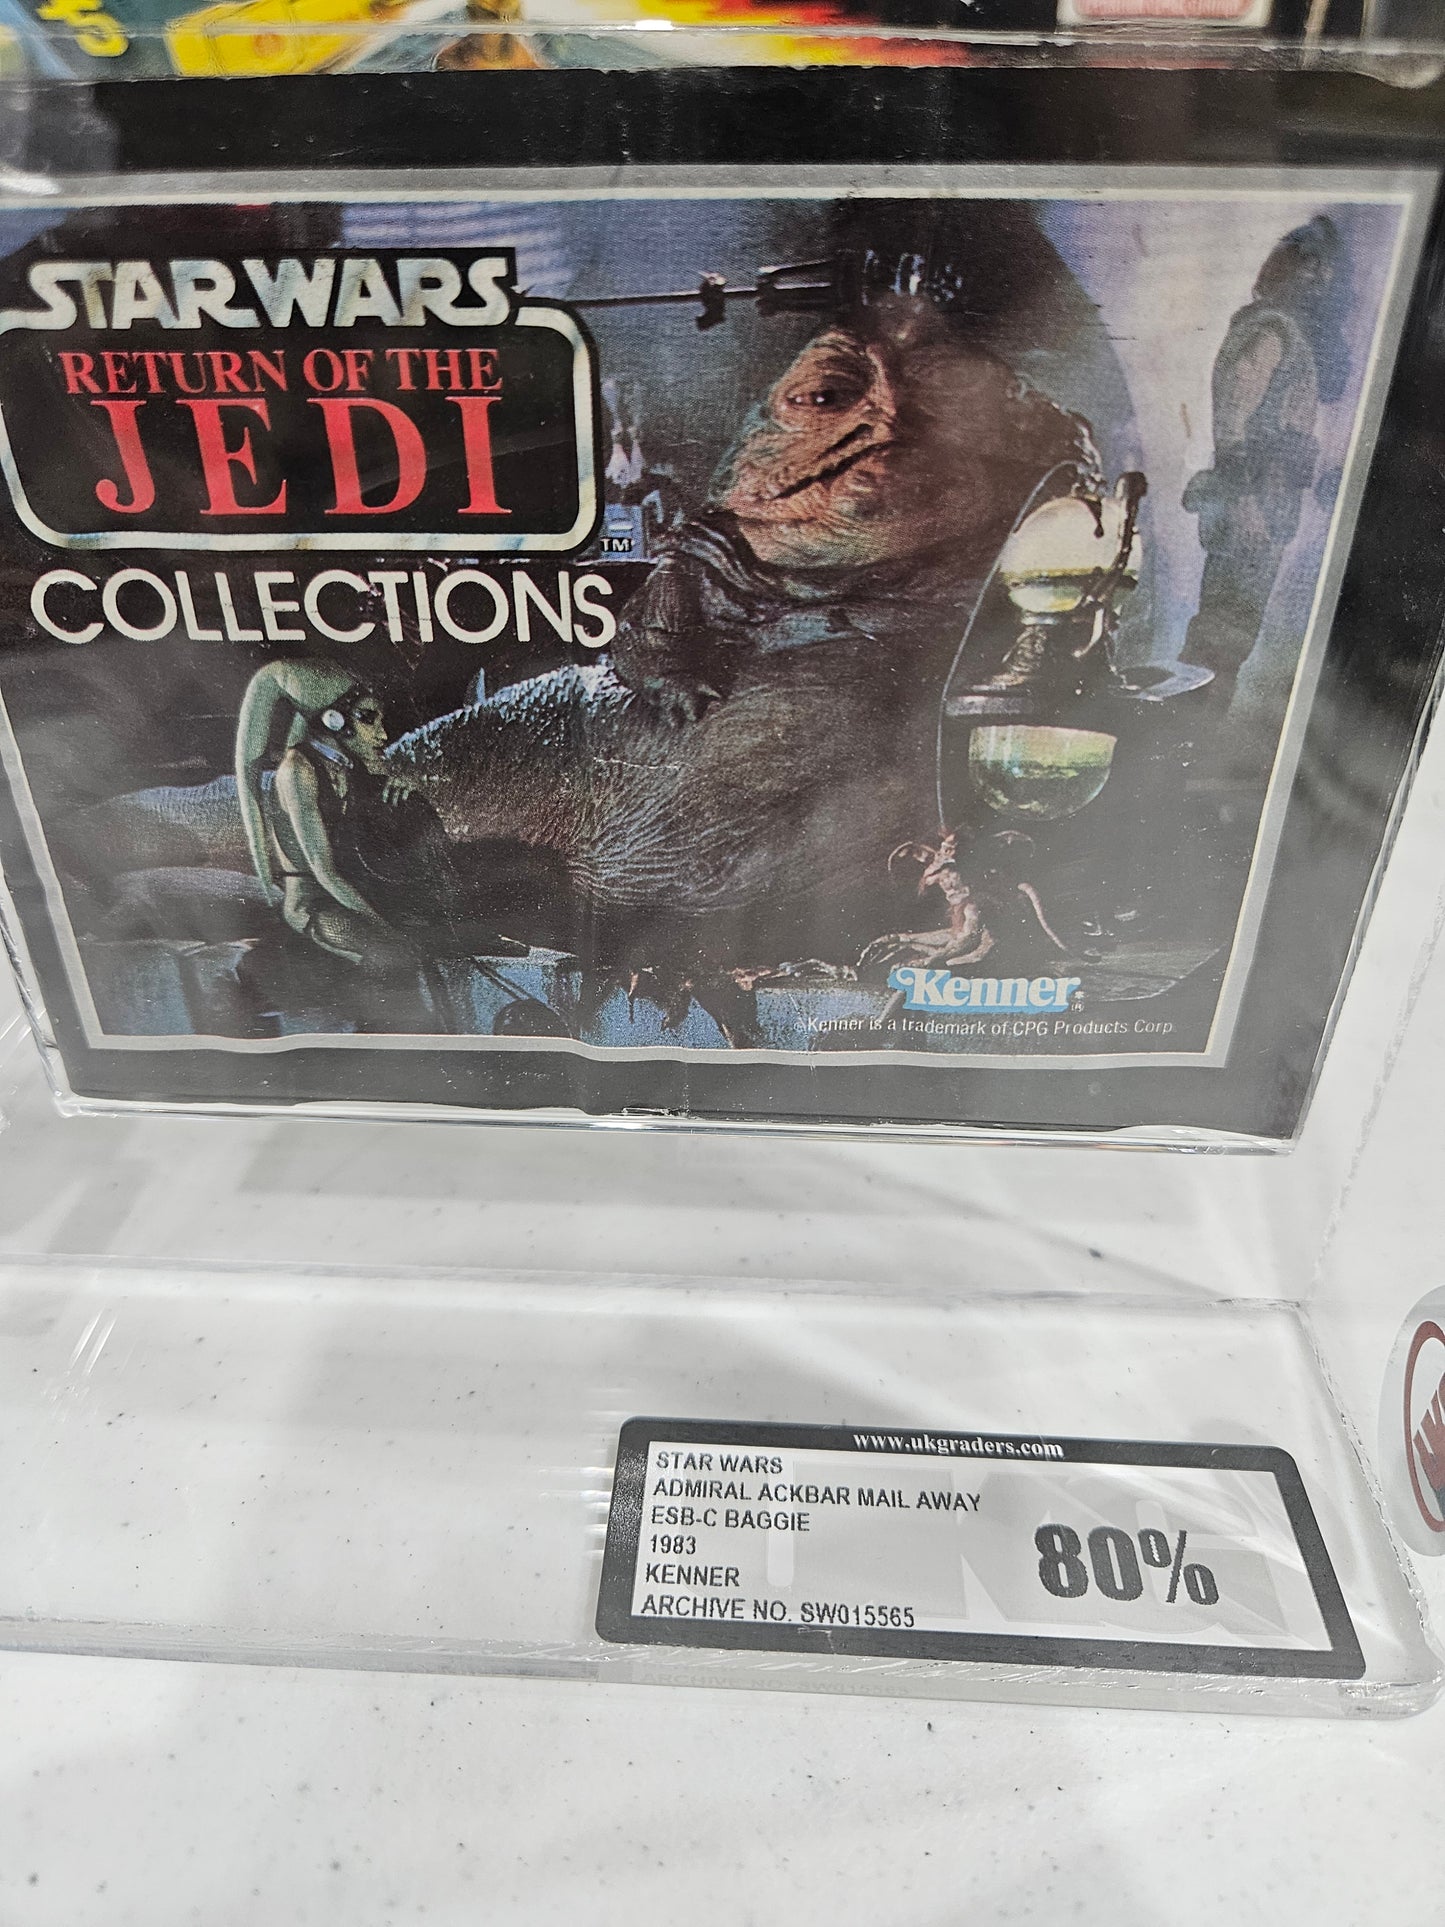 STAR WARS
RETURN OF THE
JEDI
TM
COLLECTIONS
Kenner
®
Kenner is a trademark of CPG Products Corp.
www.ukgraders.com
STAR WARS
ADMIRAL ACKBAR MAIL AWAY
ESB-C BAGGIE
1983
KENNER
ARCHIVE NO. SW015565
80%